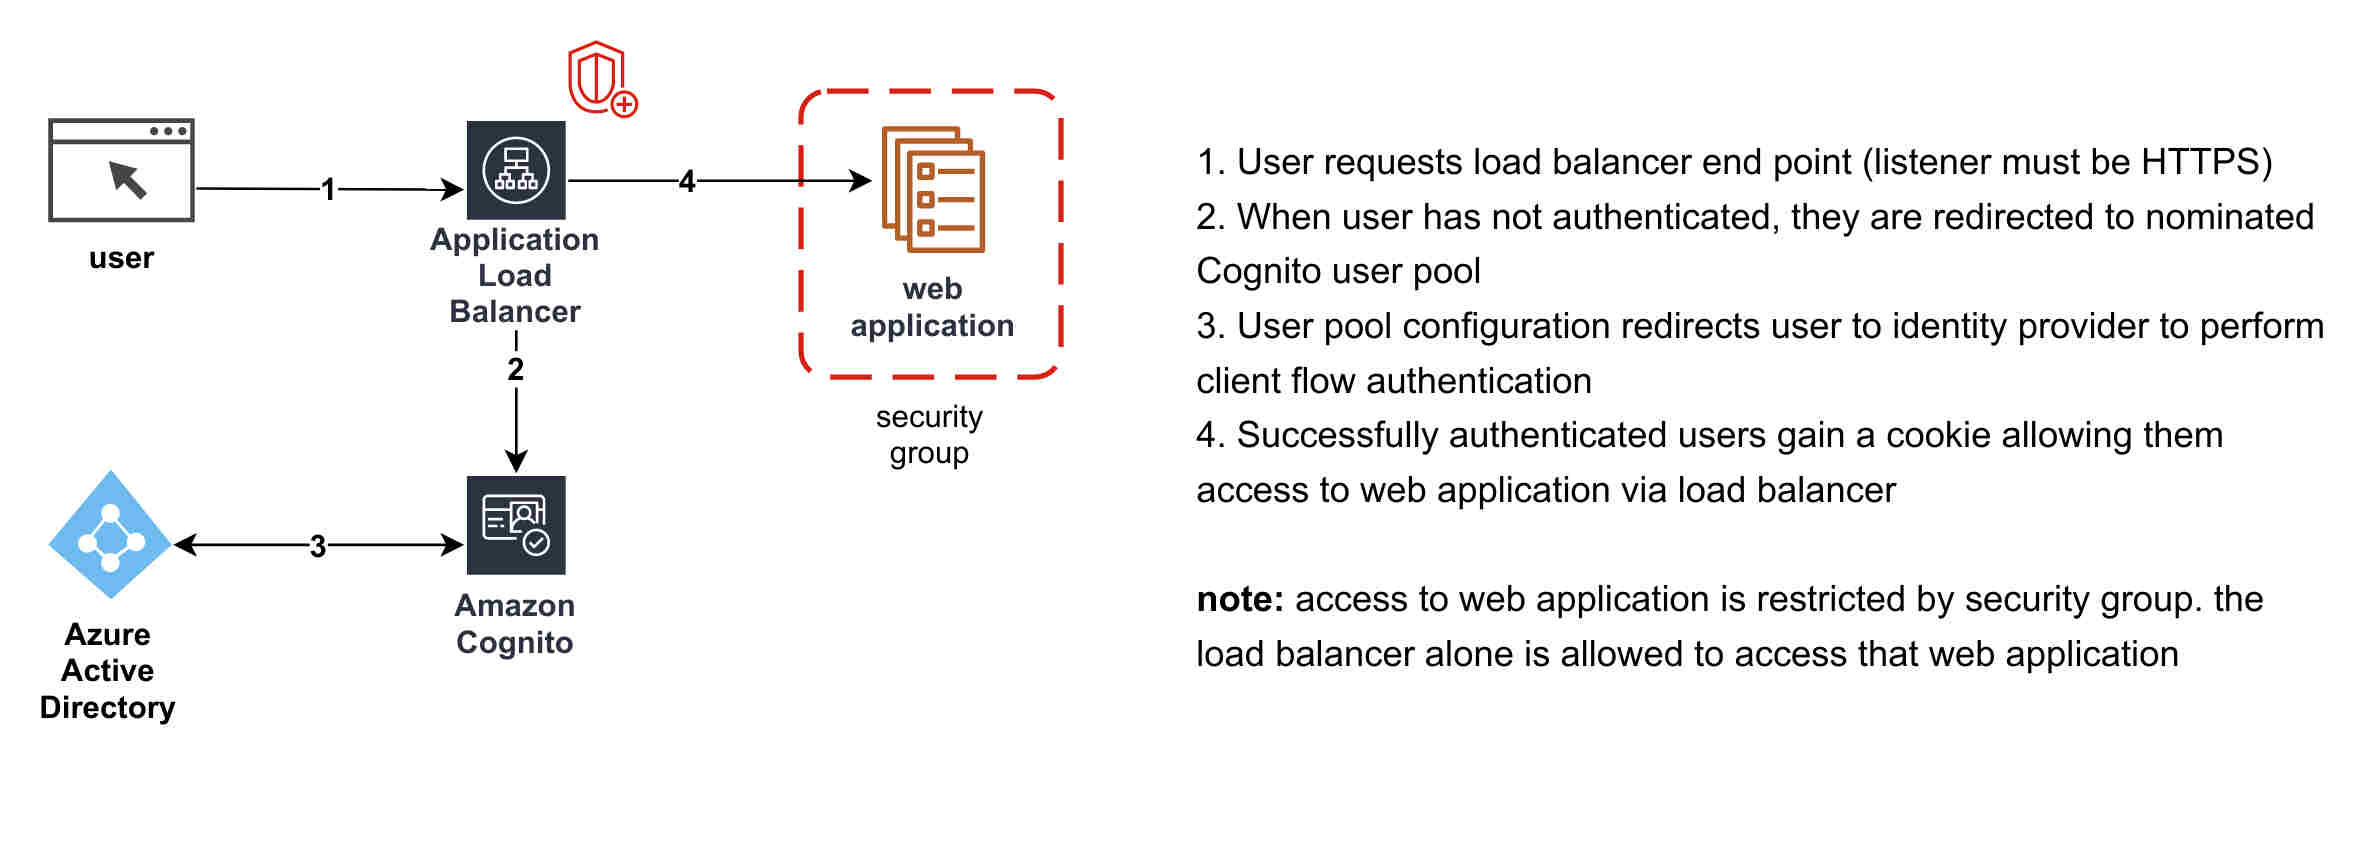 1
4
user
Application
Load
Balancer
web
application
security
group
2
3
Azure
Active
Directory
Amazon
Cognito
1. User requests load balancer end point (listener must be HTTPS)
2. When user has not authenticated, they are redirected to nominated
Cognito user pool
3. User pool configuration redirects user to identity provider to perform
client flow authentication
4. Successfully authenticated users gain a cookie allowing them
access to web application via load balancer
note: access to web application is restricted by security group. the
load balancer alone is allowed to access that web application